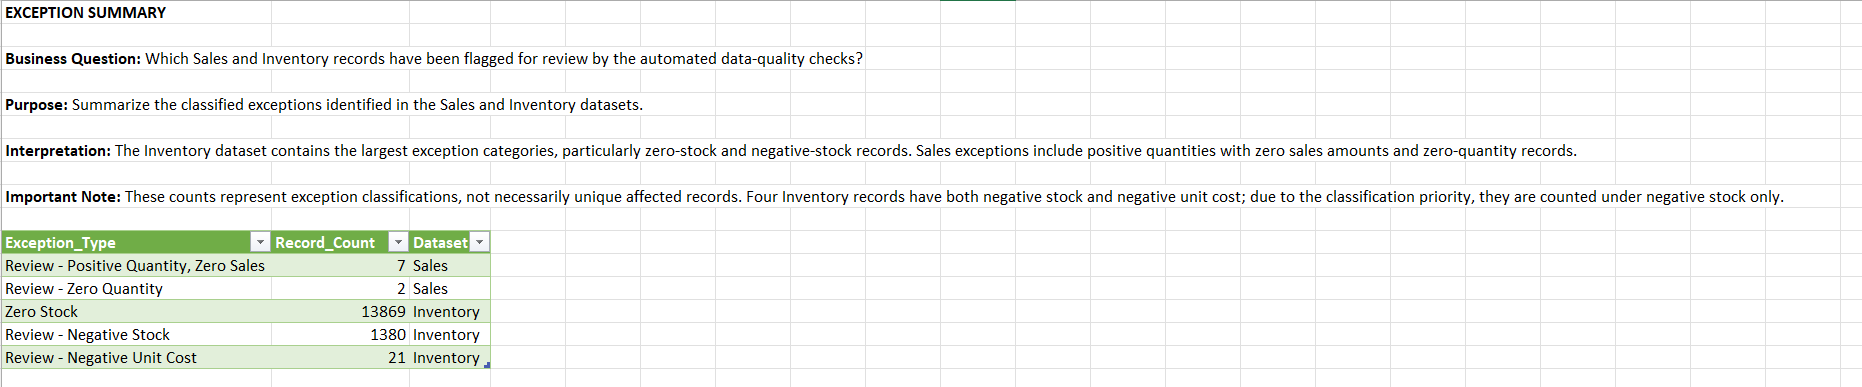 EXCEPTION SUMMARY
Business Question: Which Sales and Inventory records have been flagged for review by the automated data-quality checks?
Purpose: Summarize the classified exceptions identified in the Sales and Inventory datasets.
Interpretation: The Inventory dataset contains the largest exception categories, particularly zero-stock and negative-stock records. Sales exceptions include positive quantities with zero sales amounts and zero-quantity records.
Important Note: These counts represent exception classifications, not necessarily unique affected records. Four Inventory records have both negative stock and negative unit cost; due to the classification priority, they are counted under negative stock only.
Exception_Type Record_Count Dataset
Review - Positive Quantity, Zero Sales 7 Sales
Review - Zero Quantity 2 Sales
Zero Stock 13869 Inventory
Review - Negative Stock 1380 Inventory
Review - Negative Unit Cost 21 Inventory